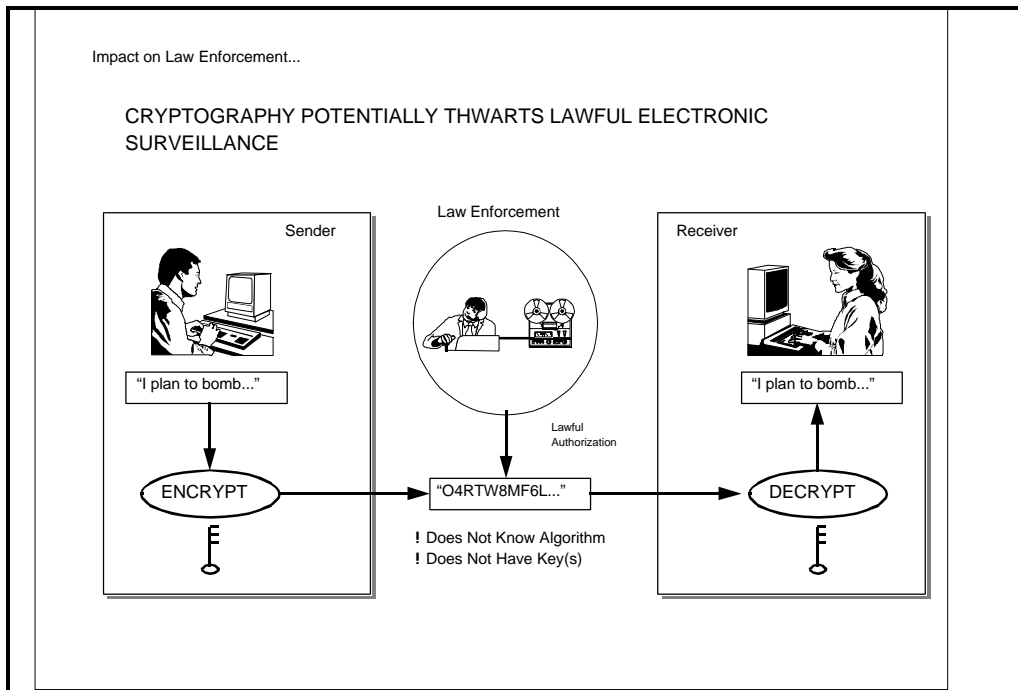 Impact on Law Enforcement...
CRYPTOGRAPHY POTENTIALLY THWARTS LAWFUL ELECTRONIC
SURVEILLANCE
Sender
Law Enforcement
Receiver
“I plan to bomb...”
“I plan to bomb...”
Lawful
Authorization
ENCRYPT
“O4RTW8MF6L...”
DECRYPT
! Does Not Know Algorithm
! Does Not Have Key(s)